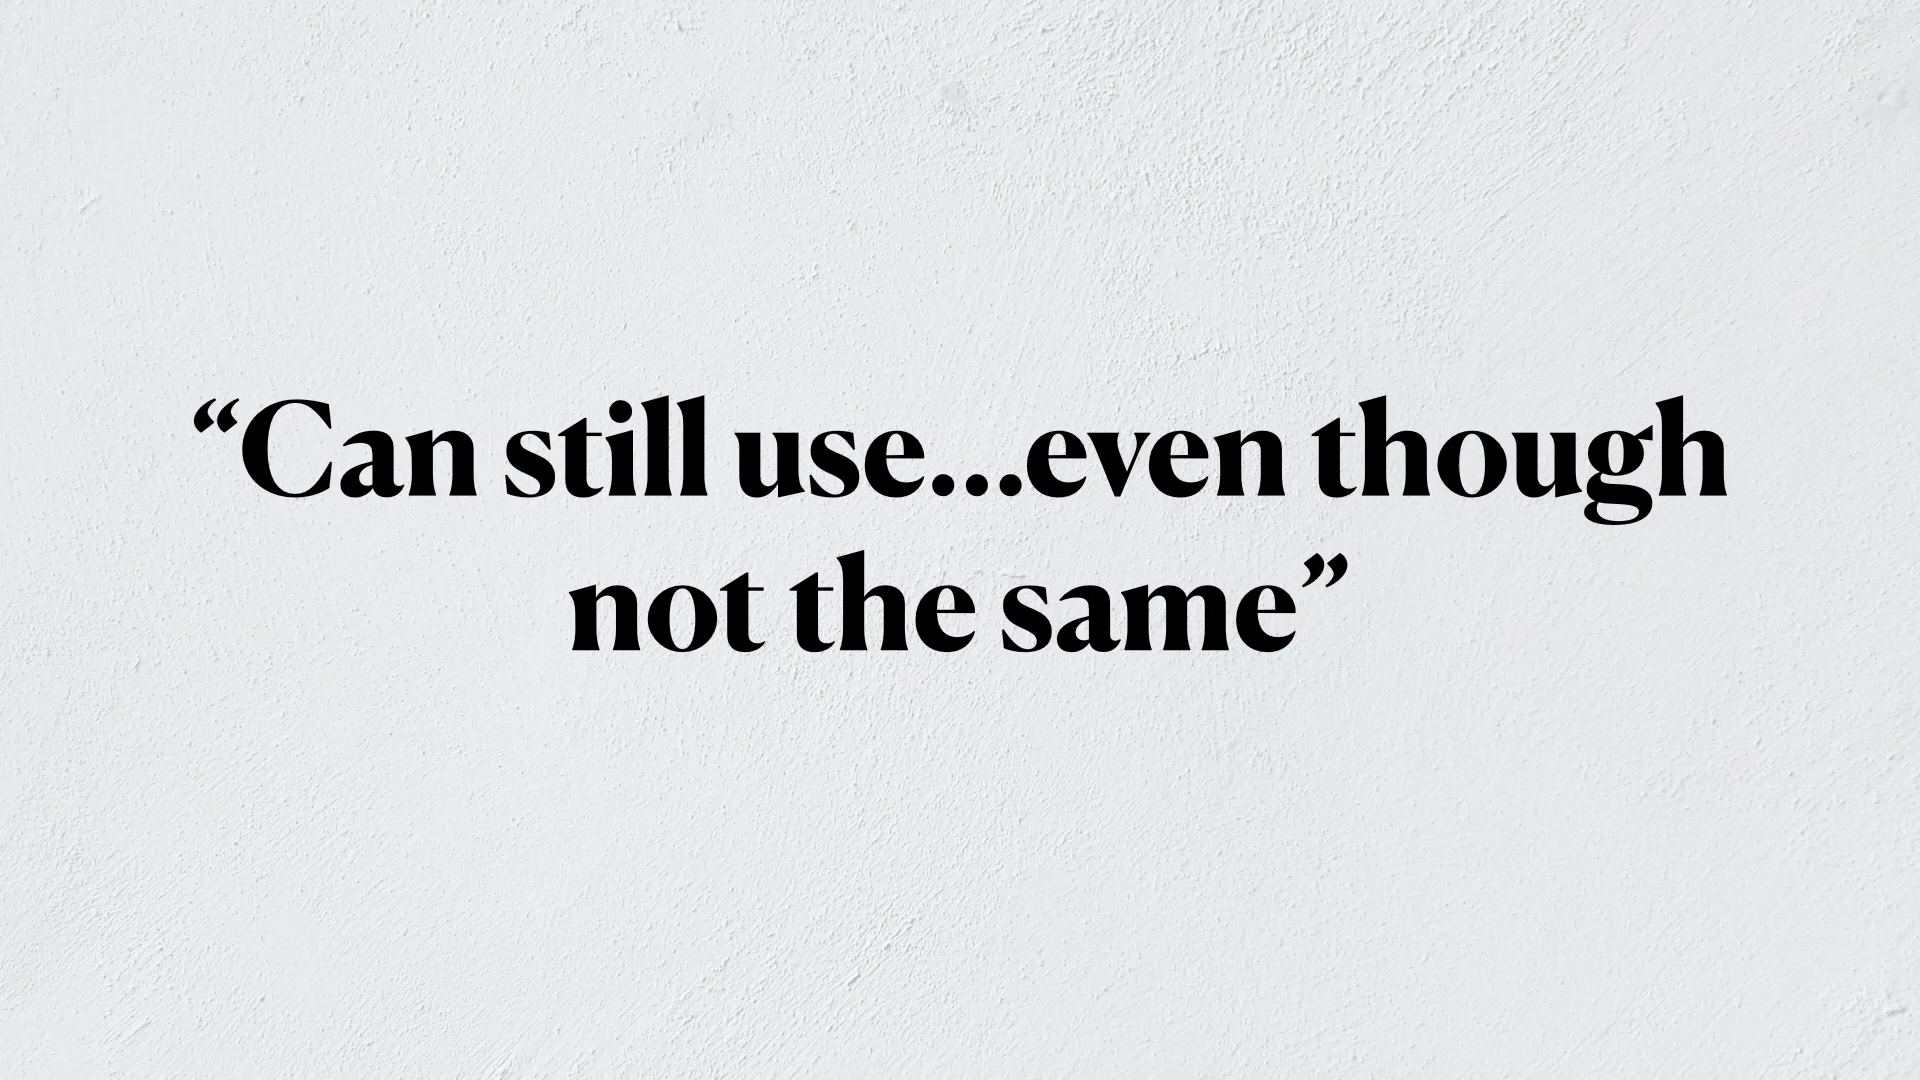 “Can still use...even though
not the same”